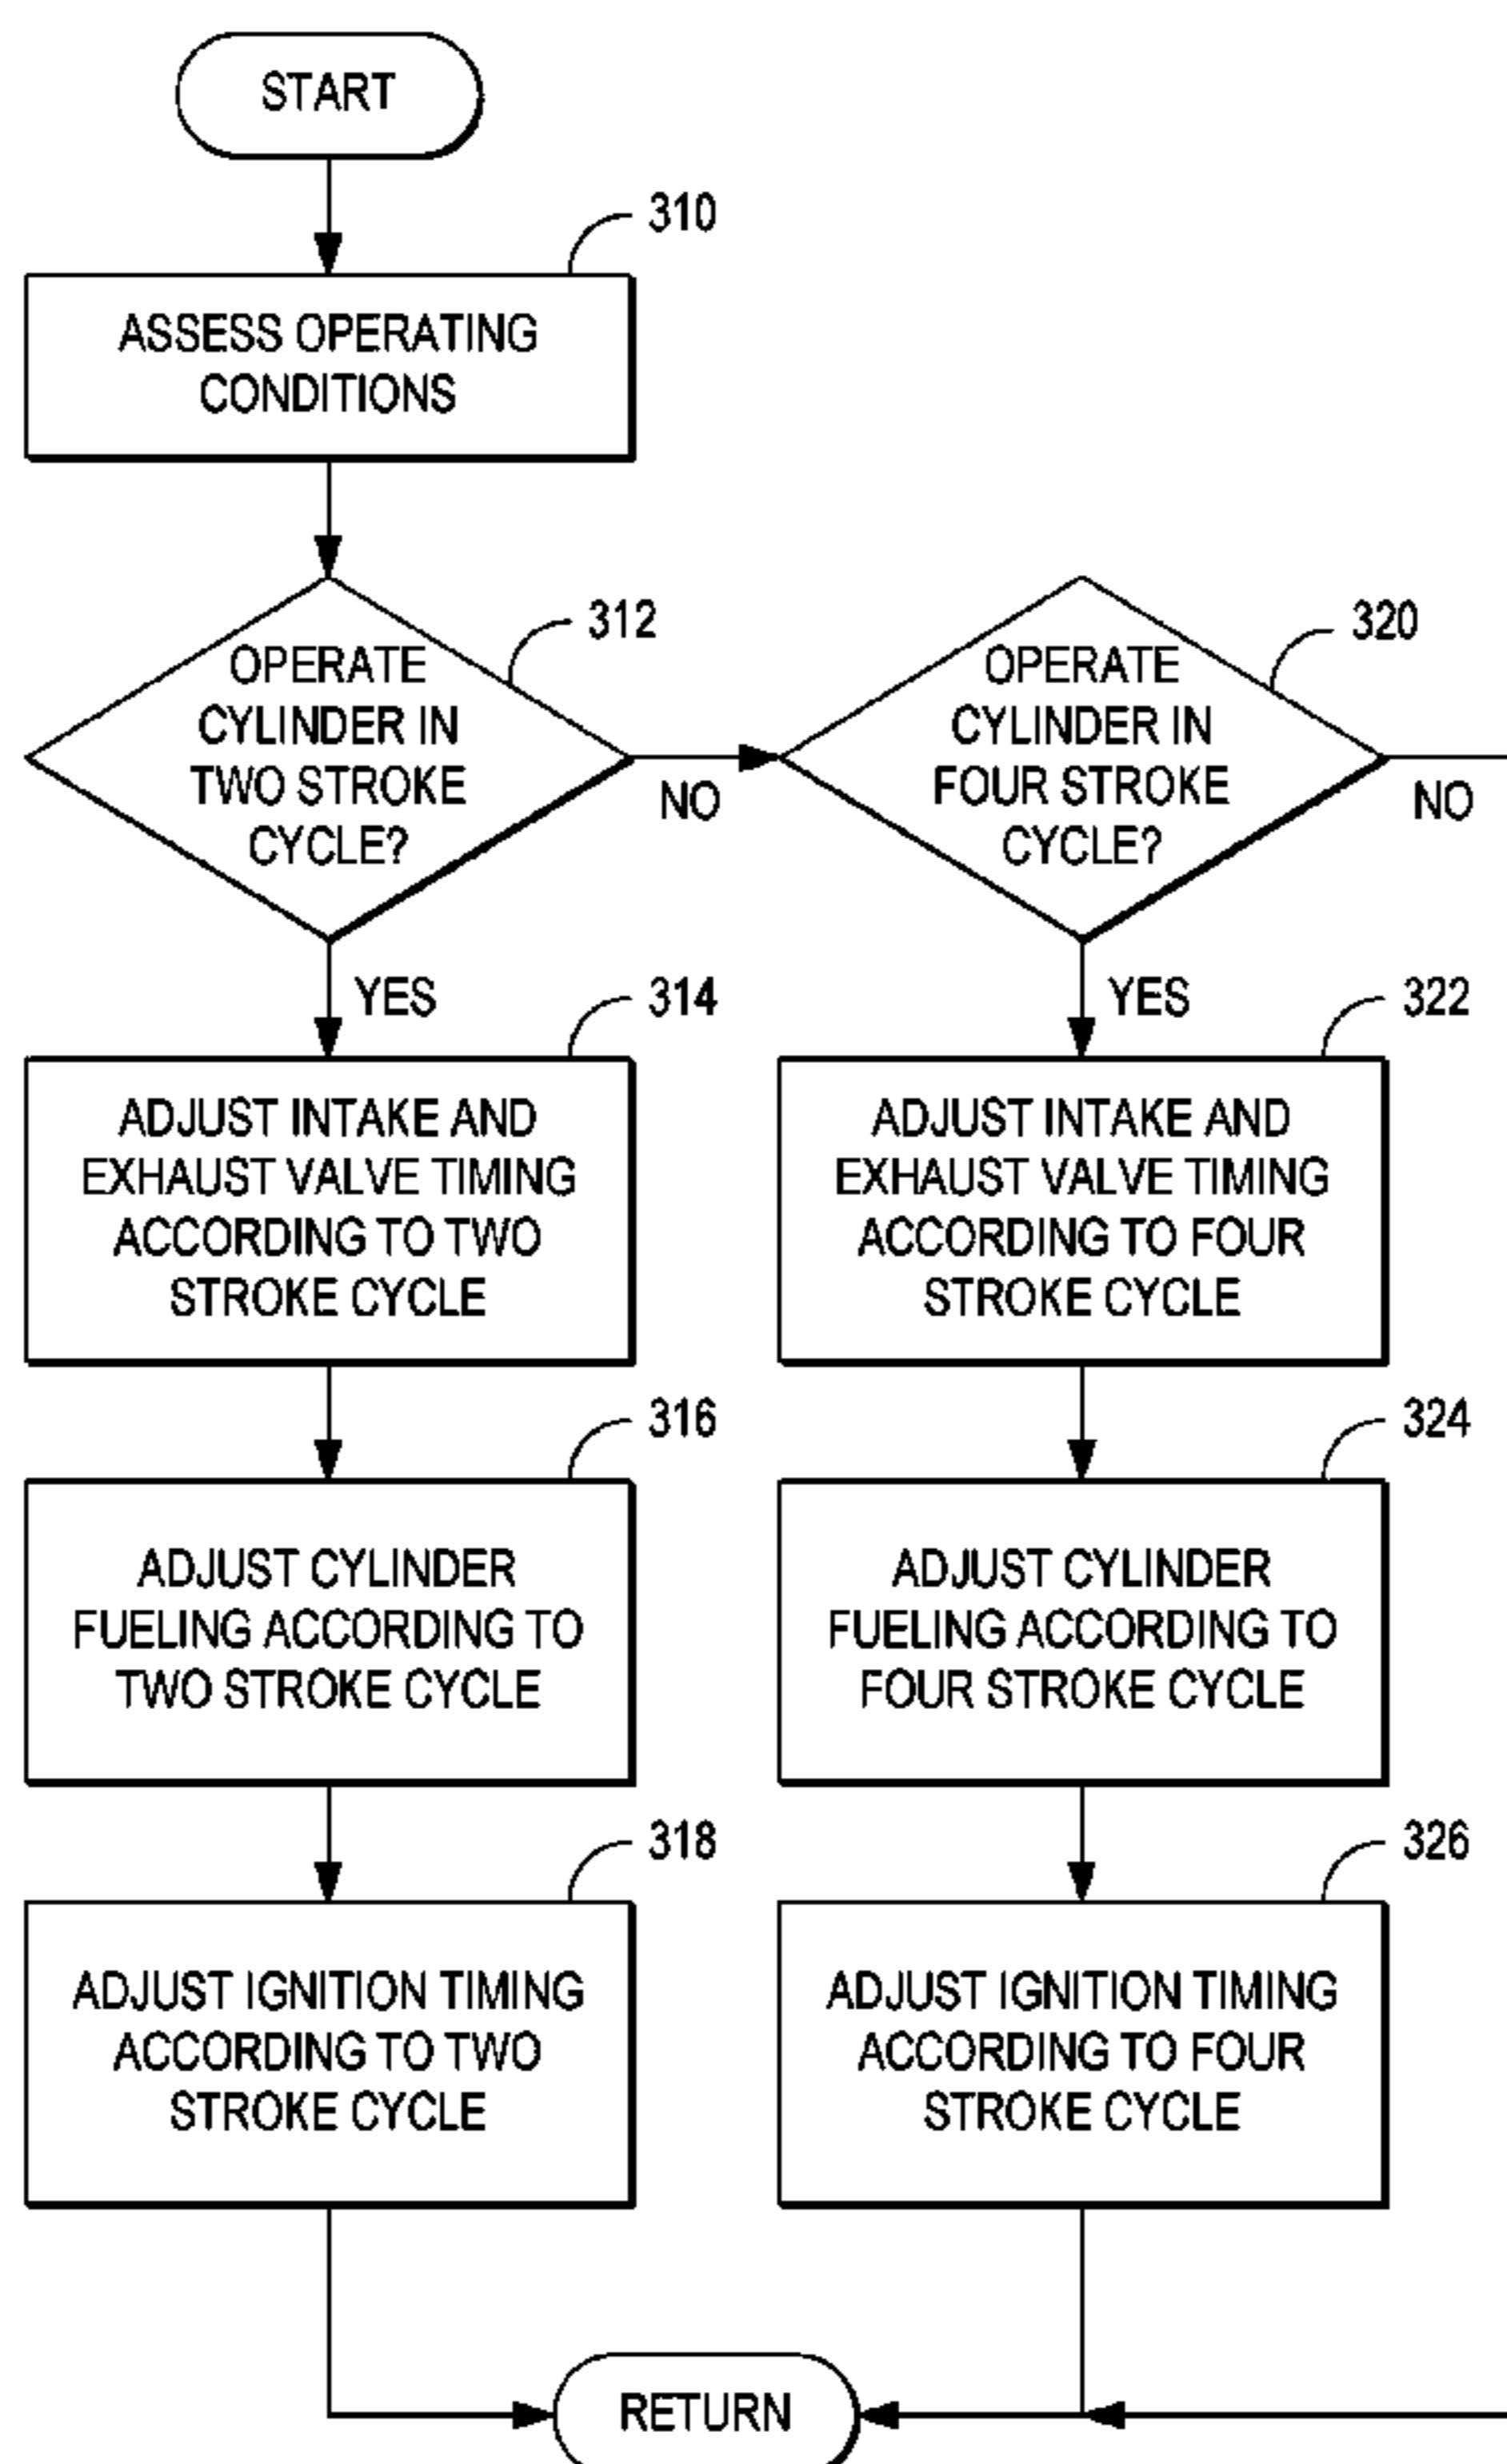 START
310
ASSESS OPERATING
CONDITIONS
312
OPERATE
CYLINDER IN
TWO STROKE
CYCLE?
NO
YES
320
OPERATE
CYLINDER IN
FOUR STROKE
CYCLE?
NO
YES
314
ADJUST INTAKE AND
EXHAUST VALVE TIMING
ACCORDING TO TWO
STROKE CYCLE
316
ADJUST CYLINDER
FUELING ACCORDING TO
TWO STROKE CYCLE
318
ADJUST IGNITION TIMING
ACCORDING TO TWO
STROKE CYCLE
322
ADJUST INTAKE AND
EXHAUST VALVE TIMING
ACCORDING TO FOUR
STROKE CYCLE
324
ADJUST CYLINDER
FUELING ACCORDING TO
FOUR STROKE CYCLE
326
ADJUST IGNITION TIMING
ACCORDING TO FOUR
STROKE CYCLE
RETURN